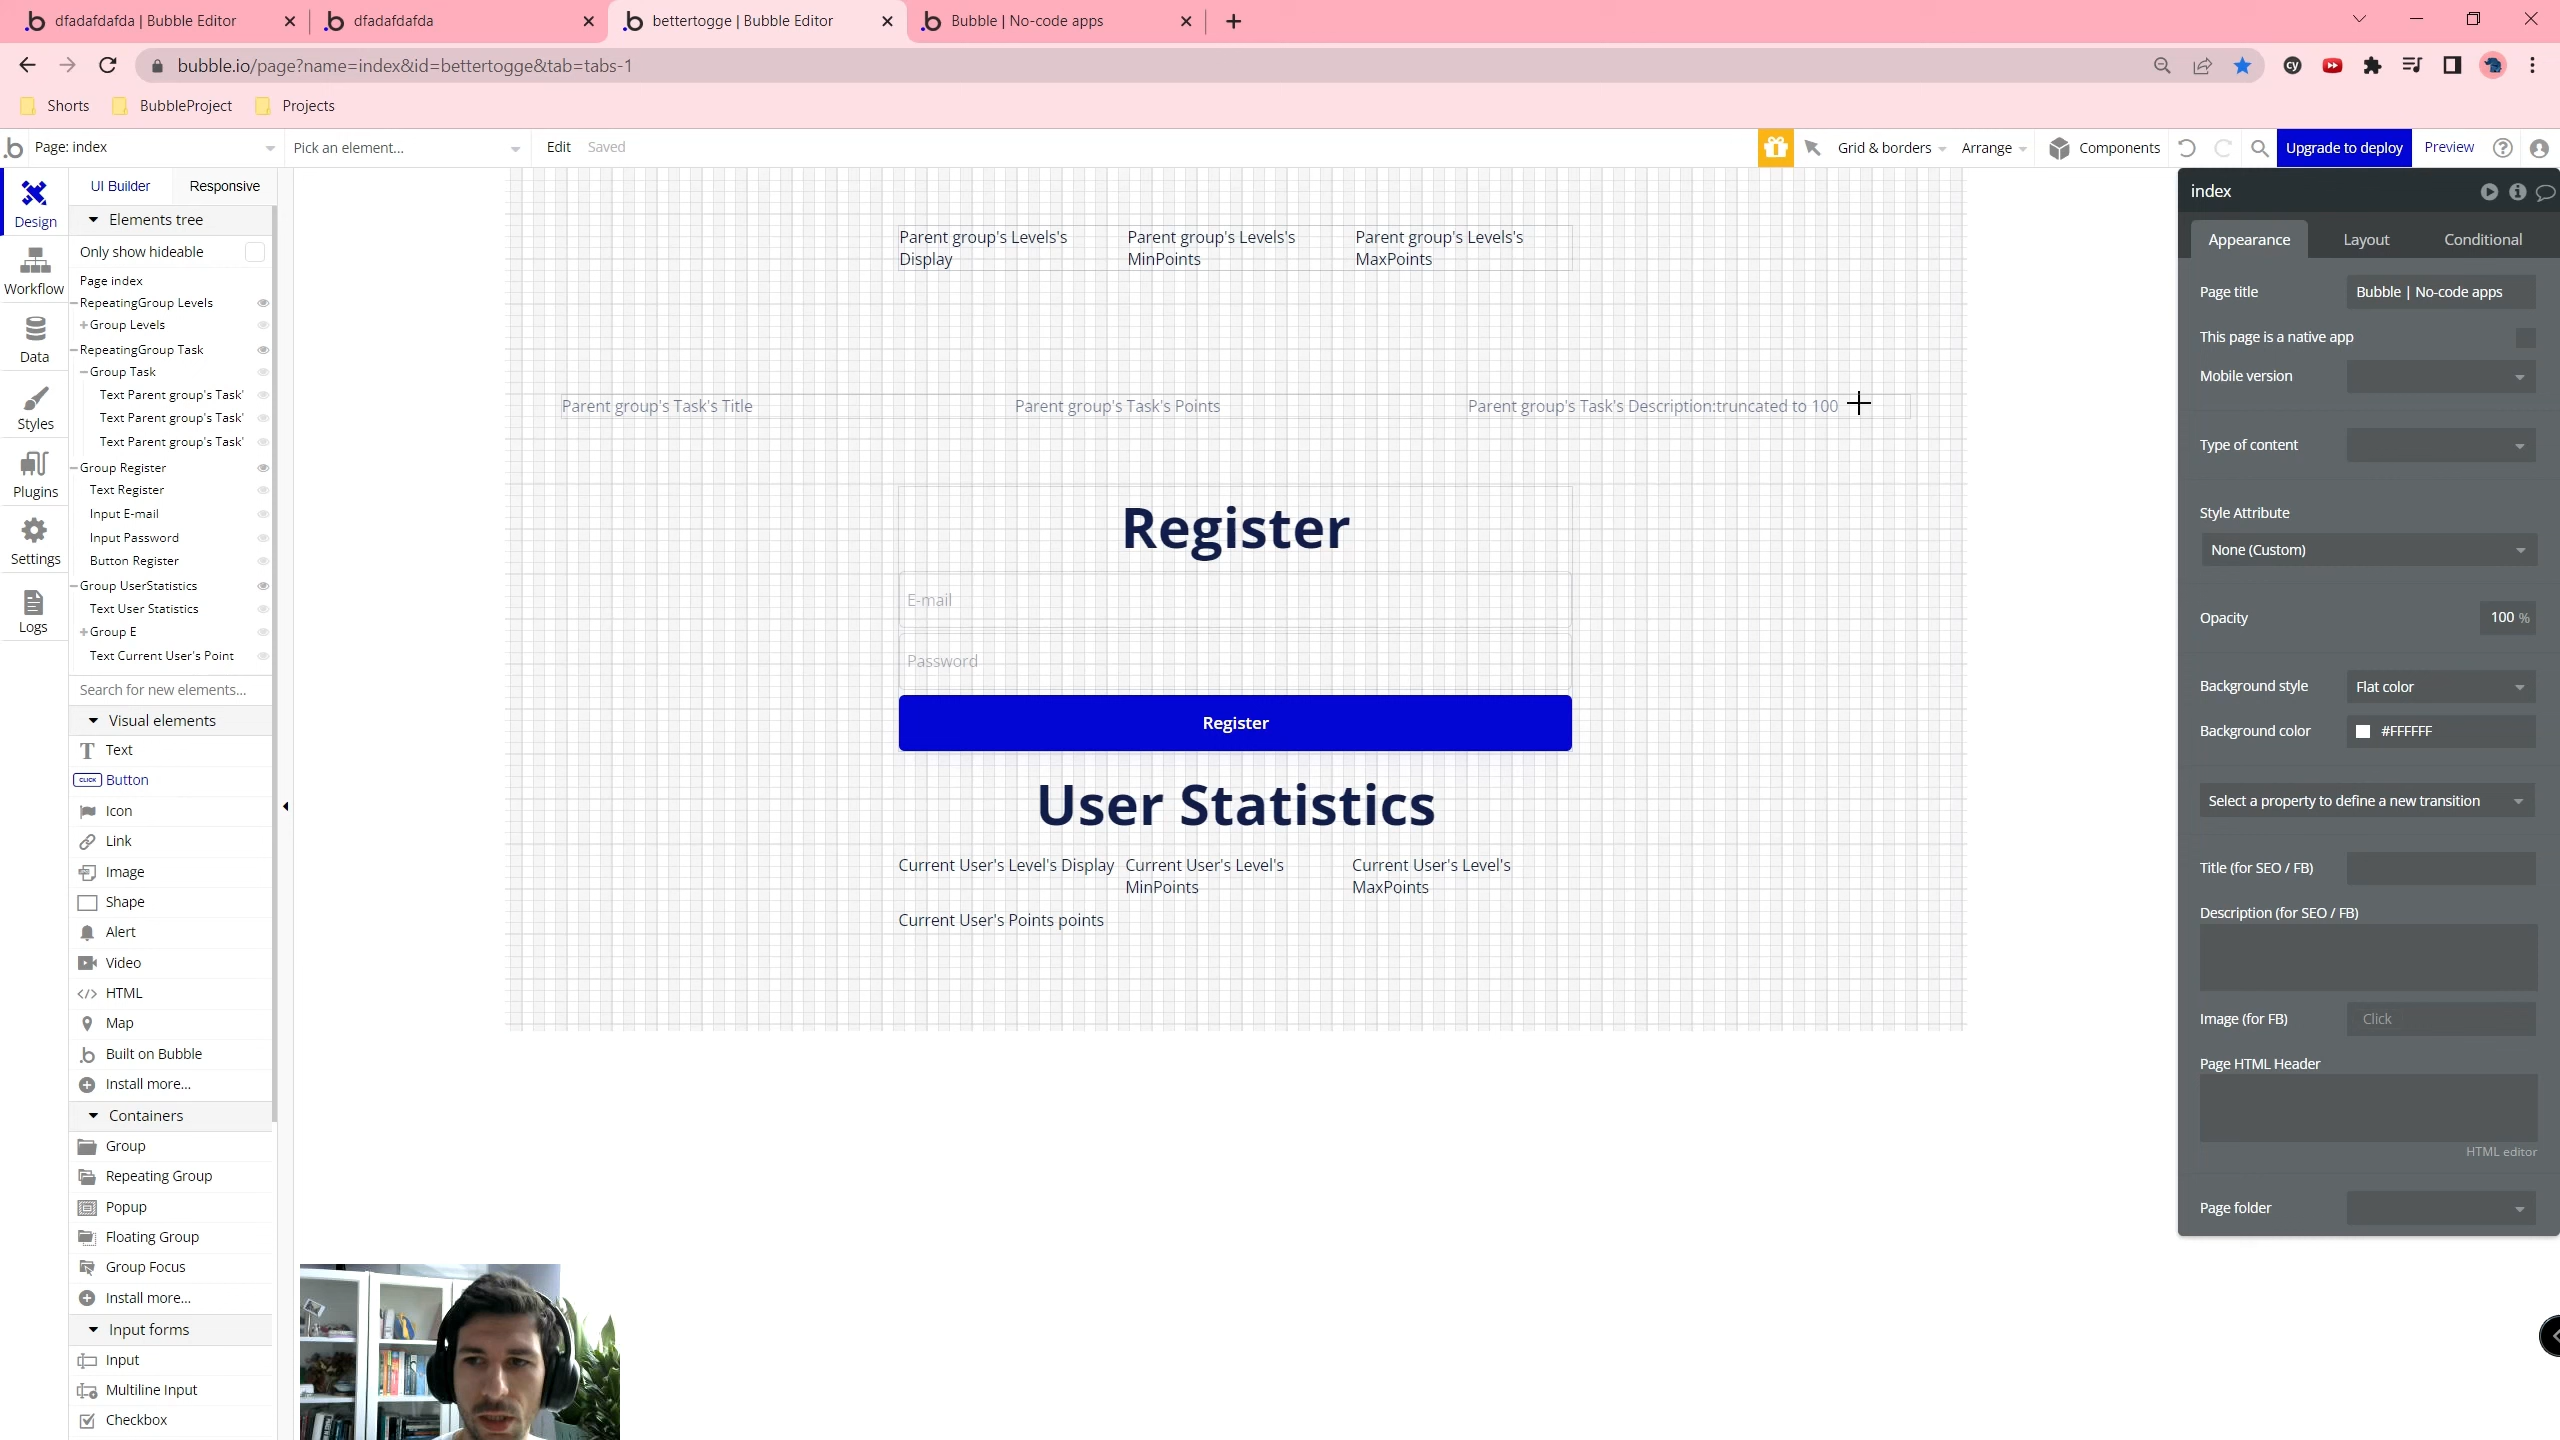 dfadafdafda | Bubble Editor
dfadafdafda
bettertogge | Bubble Editor
Bubble | No-code apps
bubble.io/page?name=index&id=bettertogge&tab=tabs-1
Shorts
BubbleProject
Projects
Page: index
Pick an element...
Edit
Saved
Grid & borders
Arrange
Components
Upgrade to deploy
Preview
Design
Workflow
Data
Styles
Plugins
Settings
Logs
UI Builder
Responsive
Elements tree
Only show hideable
Page index
RepeatingGroup Levels
Group Levels
RepeatingGroup Task
Group Task
Text Parent group's Task'
Text Parent group's Task'
Text Parent group's Task'
Group Register
Text Register
Input E-mail
Input Password
Button Register
Group UserStatistics
Text User Statistics
Group E
Text Current User's Point
Search for new elements...
Visual elements
Text
CLICK
Button
Icon
Link
Image
Shape
Alert
Video
HTML
Map
Built on Bubble
Install more...
Containers
Group
Repeating Group
Popup
Floating Group
Group Focus
Install more...
Input forms
Input
Multiline Input
Checkbox
Parent group's Levels's
Display
Parent group's Levels's
MinPoints
Parent group's Levels's
MaxPoints
Parent group's Task's Title
Parent group's Task's Points
Parent group's Task's Description:truncated to 100
Register
E-mail
Password
Register
User Statistics
Current User's Level's Display
Current User's Level's
MinPoints
Current User's Level's
MaxPoints
Current User's Points points
index
Appearance
Layout
Conditional
Page title
Bubble | No-code apps
This page is a native app
Mobile version
Type of content
Style Attribute
None (Custom)
Opacity
100 %
Background style
Flat color
Background color
#FFFFFF
Select a property to define a new transition
Title (for SEO / FB)
Description (for SEO / FB)
Image (for FB)
Click
Page HTML Header
HTML editor
Page folder